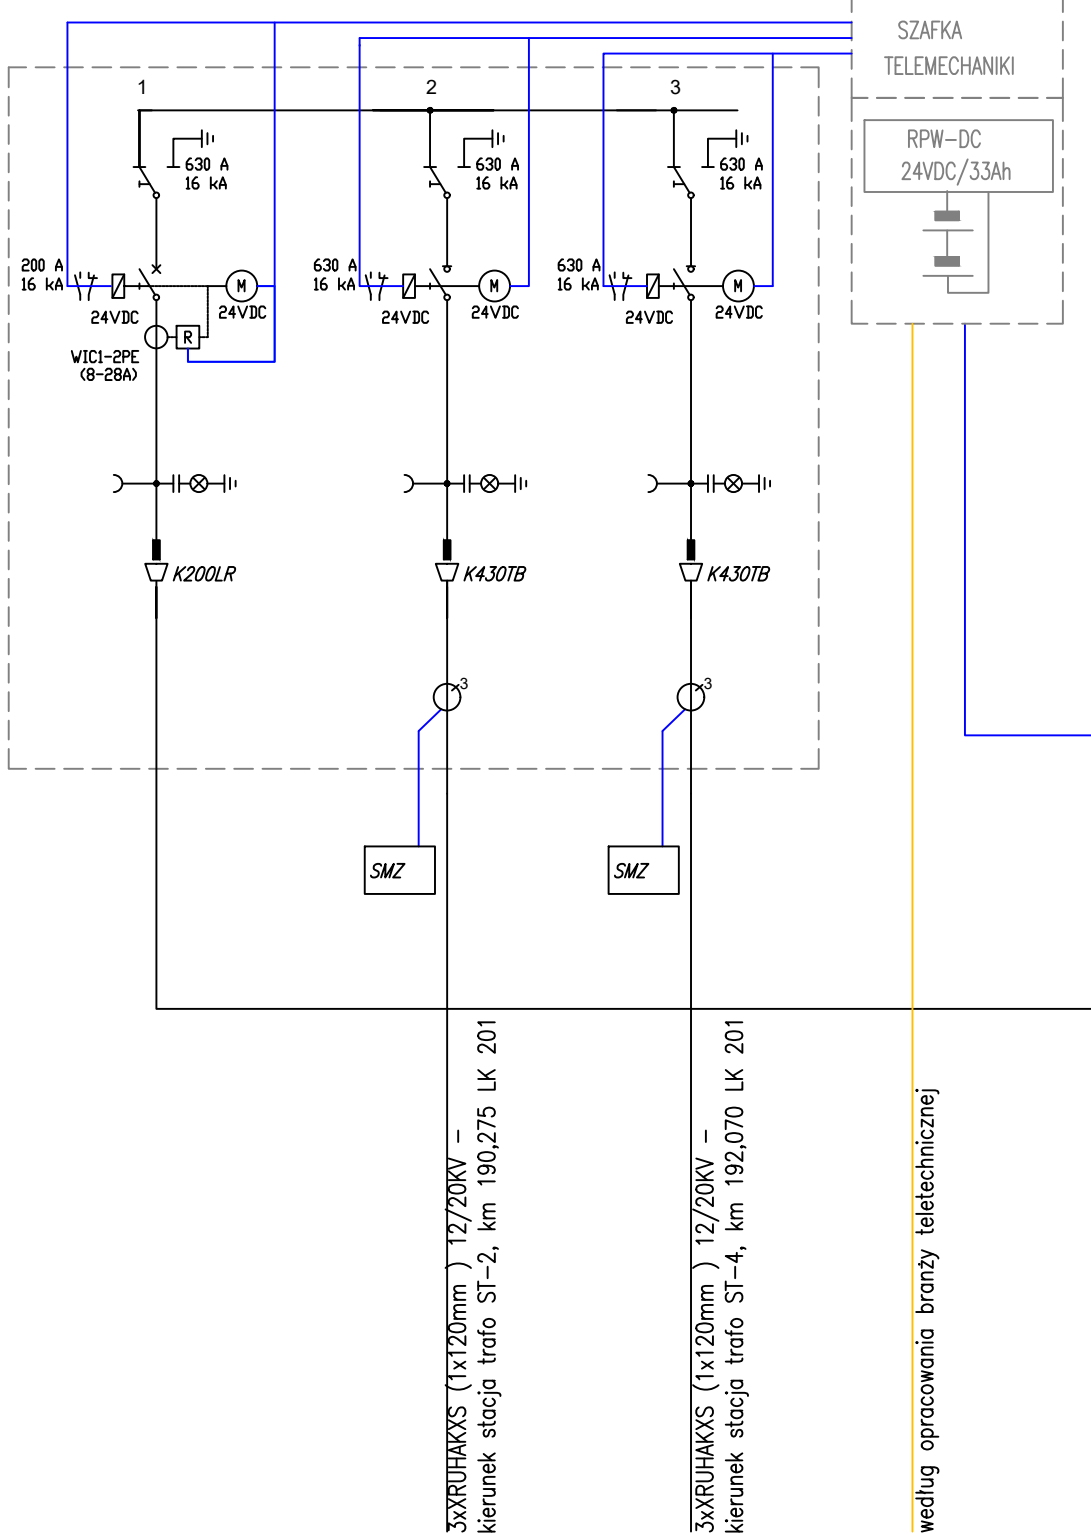 SZAFKA
TELEMECHANIKI
RPW-DC
24VDC/33Ah
1
2
3
630 A
16 kA
630 A
16 kA
630 A
16 kA
200 A
16 kA
24VDC
M
24VDC
630 A
16 kA
24VDC
M
24VDC
630 A
16 kA
24VDC
M
24VDC
R
WIC1-2PE
(8-28A)
K200LR
K430TB
K430TB
3
3
SMZ
SMZ
3xXRUHAKXS (1x120mm ) 12/20KV -
kierunek stacja trafo ST-2, km 190,275 LK 201
3xXRUHAKXS (1x120mm ) 12/20KV -
kierunek stacja trafo ST-4, km 192,070 LK 201
według opracowania branży teletechnicznej